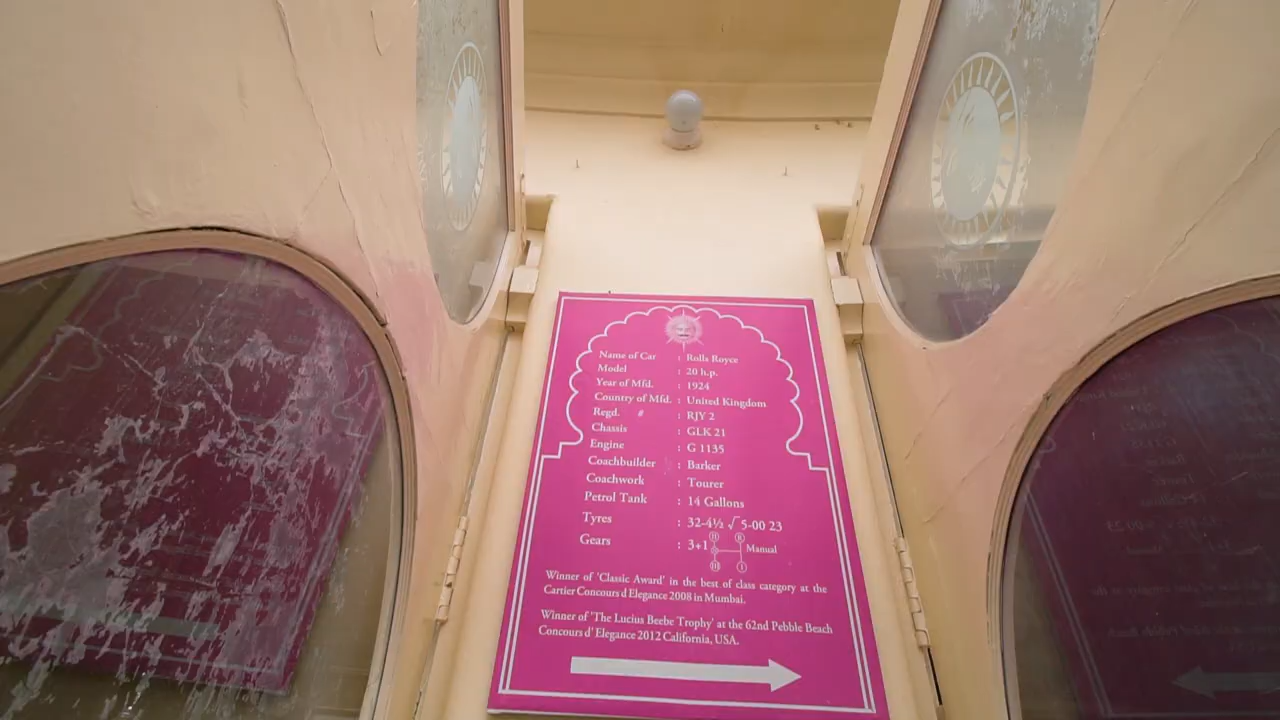 Name of Car : Rolls Royce
Model : 20 h.p.
Year of Mfd. : 1924
Country of Mfd. : United Kingdom
Regd. : RJY 2
Chassis : GLK 21
Engine : G 1135
Coachbuilder : Barker
Coachwork : Tourer
Petrol Tank : 14 Gallons
Tyres : 32-4½ √5-00 23
Gears : 3+1 Manual
Winner of 'Classic Award' in the best of class category at the
Cartier Concours d Elegance 2008 in Mumbai.
Winner of 'The Lucius Beebe Trophy' at the 62nd Pebble Beach
Concours d' Elegance 2012 California, USA.